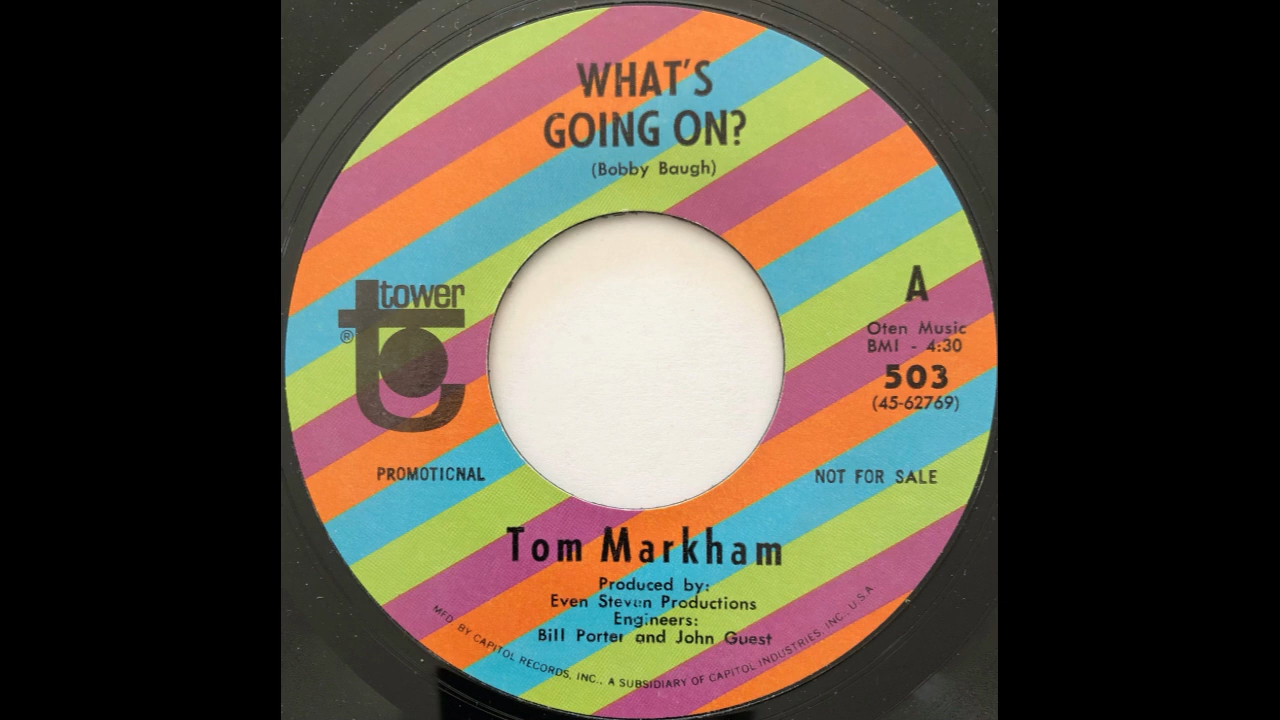 WHAT'S
GOING ON?
(Bobby Baugh)
tower
®
A
Oten Music
BMI - 4:30
503
(45-62769)
PROMOTICNAL
NOT FOR SALE
Tom Markham
Produced by:
Even Steven Productions
Engineers:
Bill Porter and John Guest
MFD. BY CAPITOL RECORDS, INC., A SUBSIDIARY OF CAPITOL INDUSTRIES, INC., U.S.A.